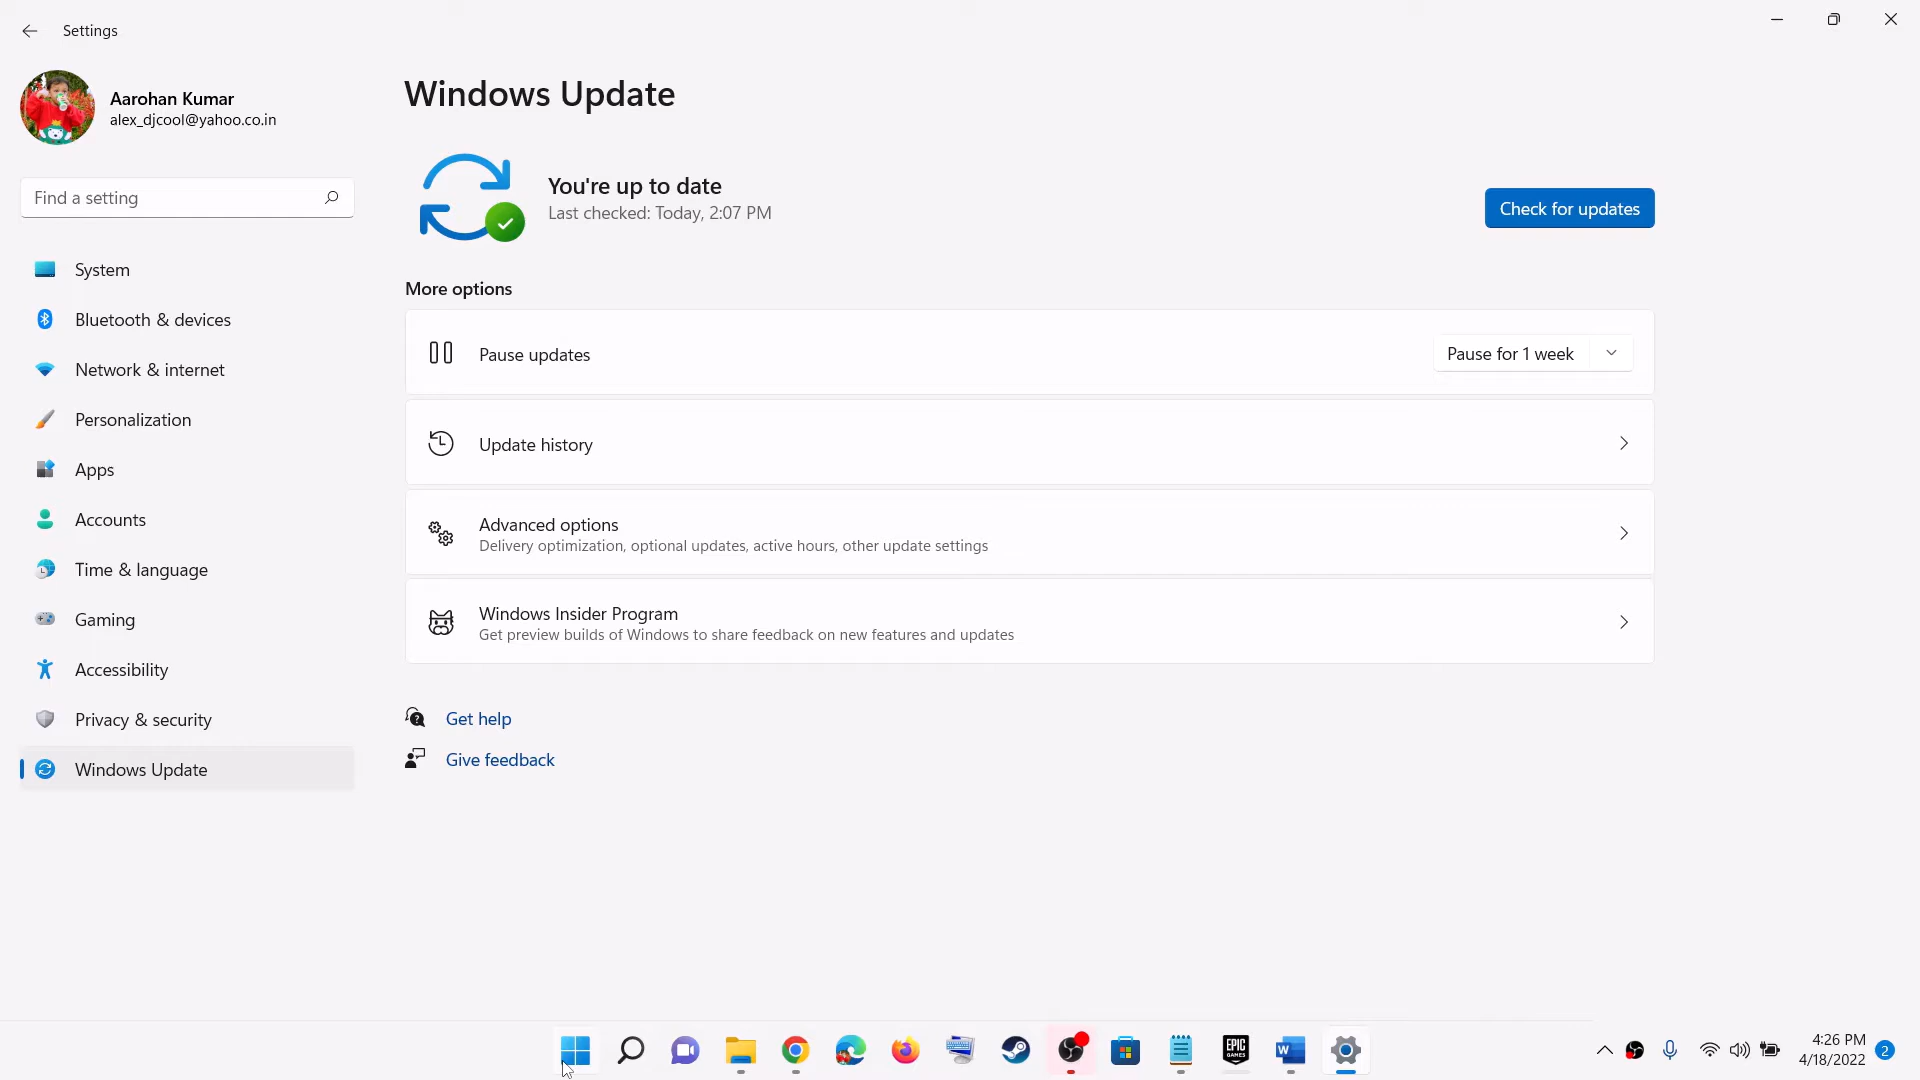 Settings
Aarohan Kumar
alex_djcool@yahoo.co.in
Find a setting
System
Bluetooth & devices
Network & internet
Personalization
Apps
Accounts
Time & language
Gaming
Accessibility
Privacy & security
Windows Update
Windows Update
You're up to date
Last checked: Today, 2:07 PM
Check for updates
More options
Pause updates
Pause for 1 week
Update history
Advanced options
Delivery optimization, optional updates, active hours, other update settings
Windows Insider Program
Get preview builds of Windows to share feedback on new features and updates
Get help
Give feedback
EPIC
GAMES
W
4:26 PM
4/18/2022
2